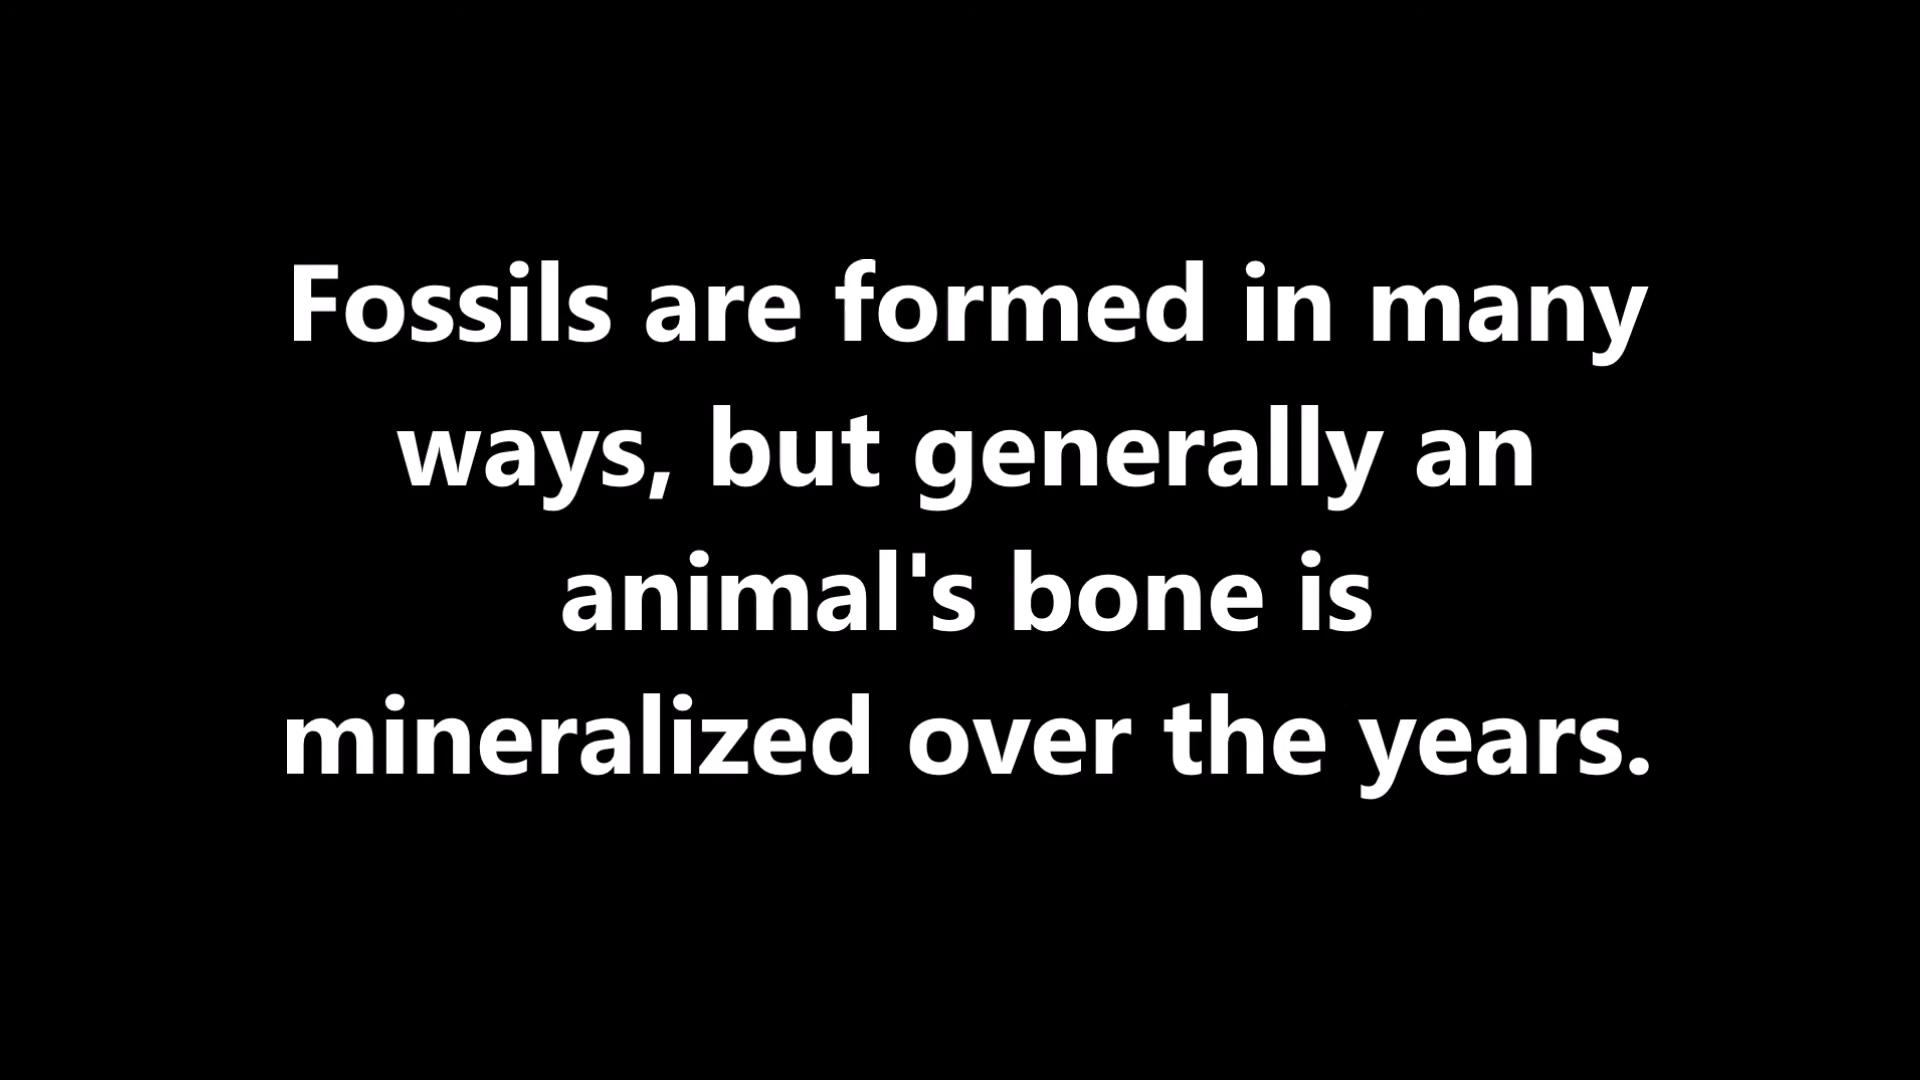 Fossils are formed in many
ways, but generally an
animal's bone is
mineralized over the years.